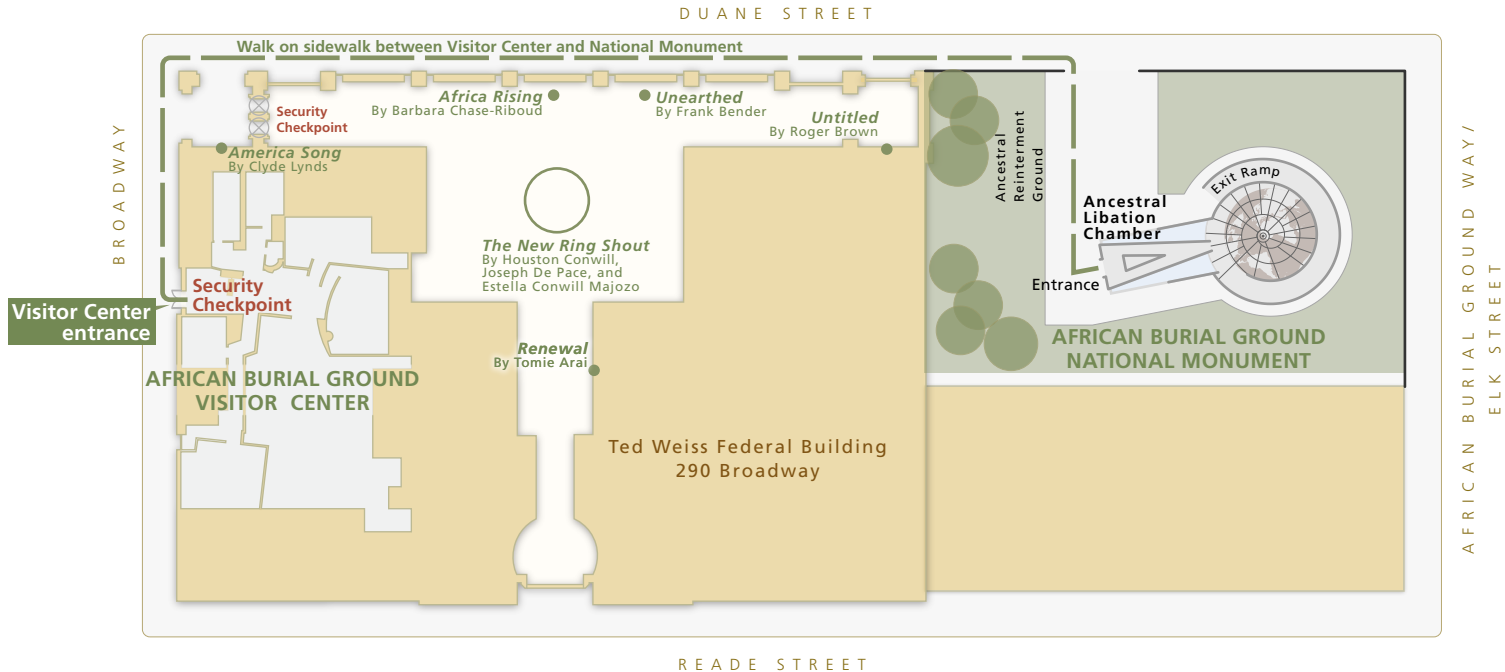 DUANE STREET
Walk on sidewalk between Visitor Center and National Monument
BROADWAY
Security
Checkpoint
America Song
By Clyde Lynds
Africa Rising
By Barbara Chase-Riboud
Unearthed
By Frank Bender
Untitled
By Roger Brown
The New Ring Shout
By Houston Conwill,
Joseph De Pace, and
Estella Conwill Majozo
Renewal
By Tomie Arai
Security
Checkpoint
Visitor Center
entrance
AFRICAN BURIAL GROUND
VISITOR CENTER
Ted Weiss Federal Building
290 Broadway
Ancestral
Reinterment
Ground
Ancestral
Libation
Chamber
Exit Ramp
Entrance
AFRICAN BURIAL GROUND
NATIONAL MONUMENT
AFRICAN BURIAL GROUND WAY/
ELK STREET
READE STREET